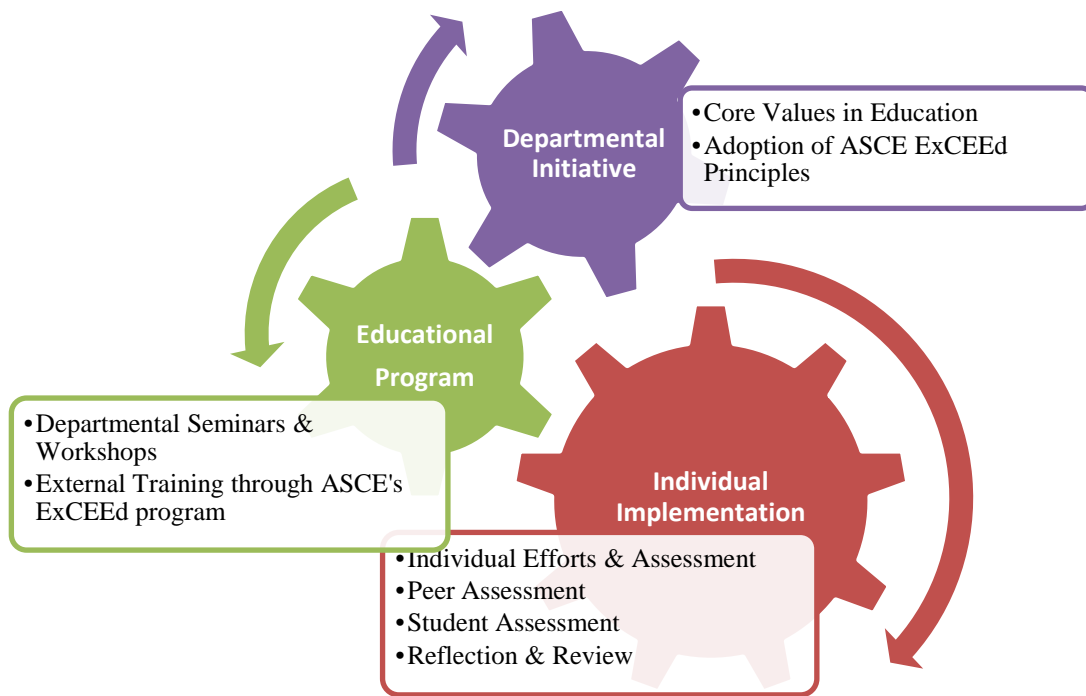 Departmental
Initiative
•Core Values in Education
•Adoption of ASCE ExCEEd
Principles
Educational
Program
•Departmental Seminars &
Workshops
•External Training through ASCE's
ExCEEd program
Individual
Implementation
•Individual Efforts & Assessment
•Peer Assessment
•Student Assessment
•Reflection & Review